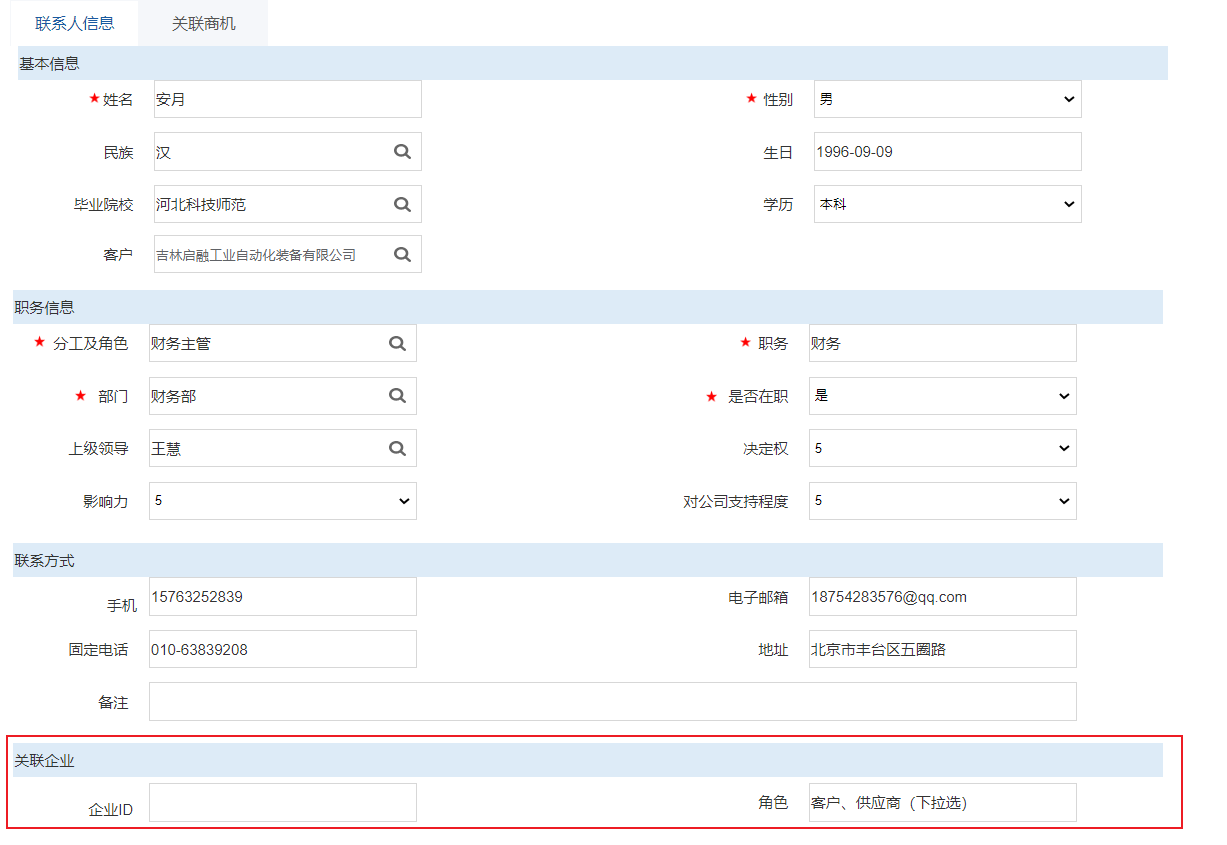 联系人信息 关联商机
基本信息
★姓名 安月 ★ 性别 男
民族 汉 生日 1996-09-09
毕业院校 河北科技师范 学历 本科
客户 吉林启融工业自动化装备有限公司
职务信息
★ 分工及角色 财务主管 ★ 职务 财务
★ 部门 财务部 ★ 是否在职 是
上级领导 王慧 决定权 5
影响力 5 对公司支持程度 5
联系方式
手机 15763252839 电子邮箱 18754283576@qq.com
固定电话 010-63839208 地址 北京市丰台区五圈路
备注
关联企业
企业ID 角色 客户、供应商（下拉选）